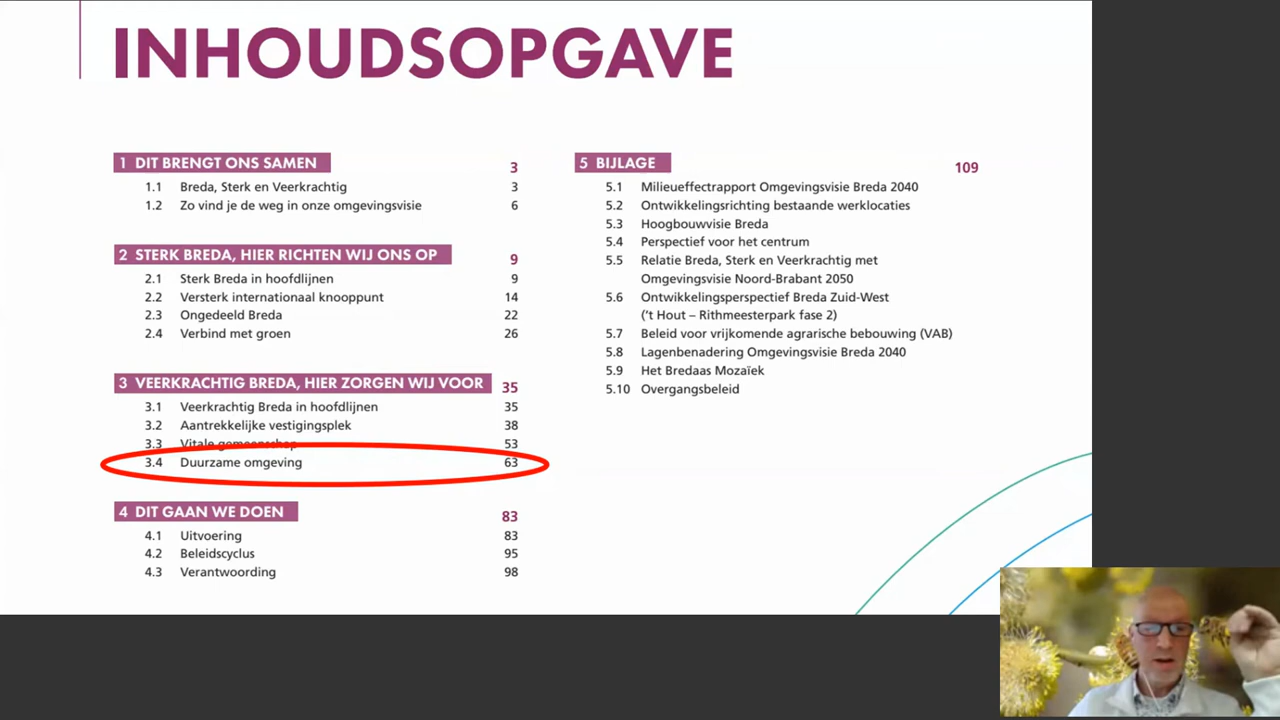 INHOUDSOPGAVE
1 DIT BRENGT ONS SAMEN 3
1.1 Breda, Sterk en Veerkrachtig 3
1.2 Zo vind je de weg in onze omgevingsvisie 6
2 STERK BREDA, HIER RICHTEN WIJ ONS OP 9
2.1 Sterk Breda in hoofdlijnen 9
2.2 Versterk internationaal knooppunt 14
2.3 Ongedeeld Breda 22
2.4 Verbind met groen 26
3 VEERKRACHTIG BREDA, HIER ZORGEN WIJ VOOR 35
3.1 Veerkrachtig Breda in hoofdlijnen 35
3.2 Aantrekkelijke vestigingsplek 38
3.3 Vitale gemeenschap 53
3.4 Duurzame omgeving 63
4 DIT GAAN WE DOEN 83
4.1 Uitvoering 83
4.2 Beleidscyclus 95
4.3 Verantwoording 98
5 BIJLAGE 109
5.1 Milieueffectrapport Omgevingsvisie Breda 2040
5.2 Ontwikkelingsrichting bestaande werklocaties
5.3 Hoogbouwvisie Breda
5.4 Perspectief voor het centrum
5.5 Relatie Breda, Sterk en Veerkrachtig met
Omgevingsvisie Noord-Brabant 2050
5.6 Ontwikkelingsperspectief Breda Zuid-West
('t Hout – Rithmeesterpark fase 2)
5.7 Beleid voor vrijkomende agrarische bebouwing (VAB)
5.8 Lagenbenadering Omgevingsvisie Breda 2040
5.9 Het Bredaas Mozaïek
5.10 Overgangsbeleid